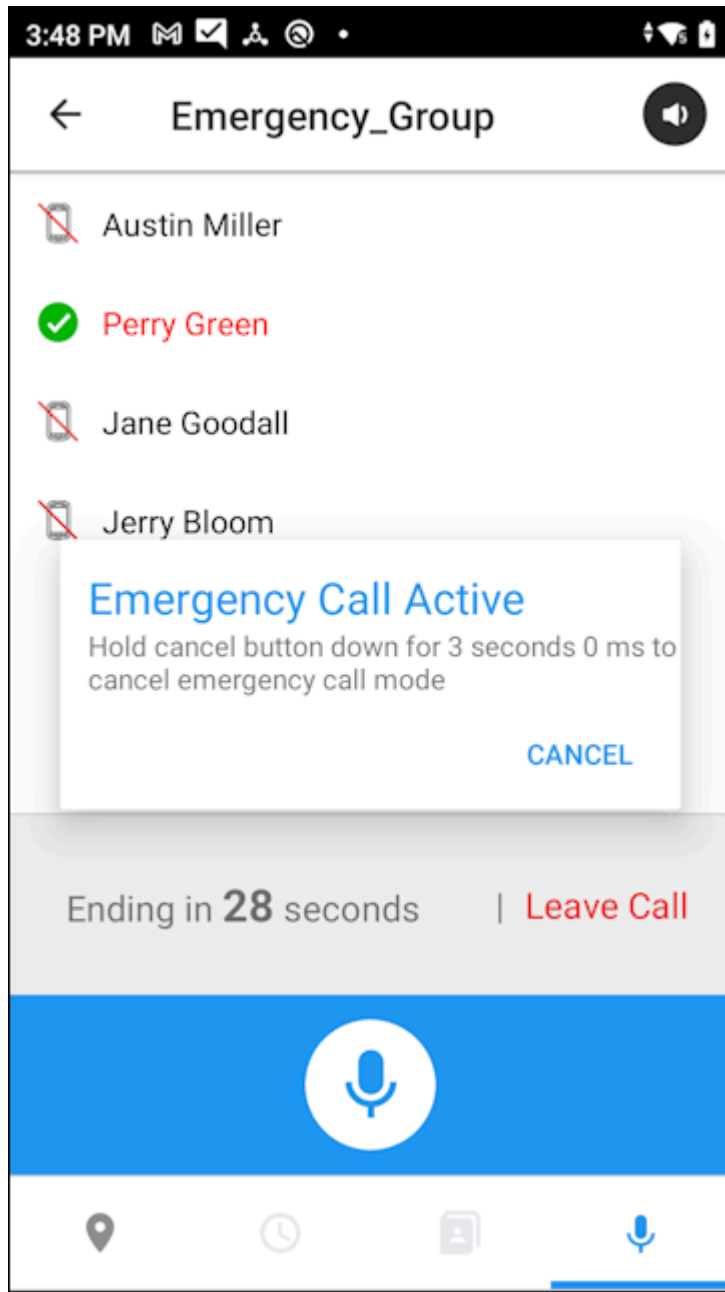 3:48 PM
Emergency_Group
Austin Miller
Perry Green
Jane Goodall
Jerry Bloom
Emergency Call Active
Hold cancel button down for 3 seconds 0 ms to
cancel emergency call mode
CANCEL
Ending in 28 seconds | Leave Call